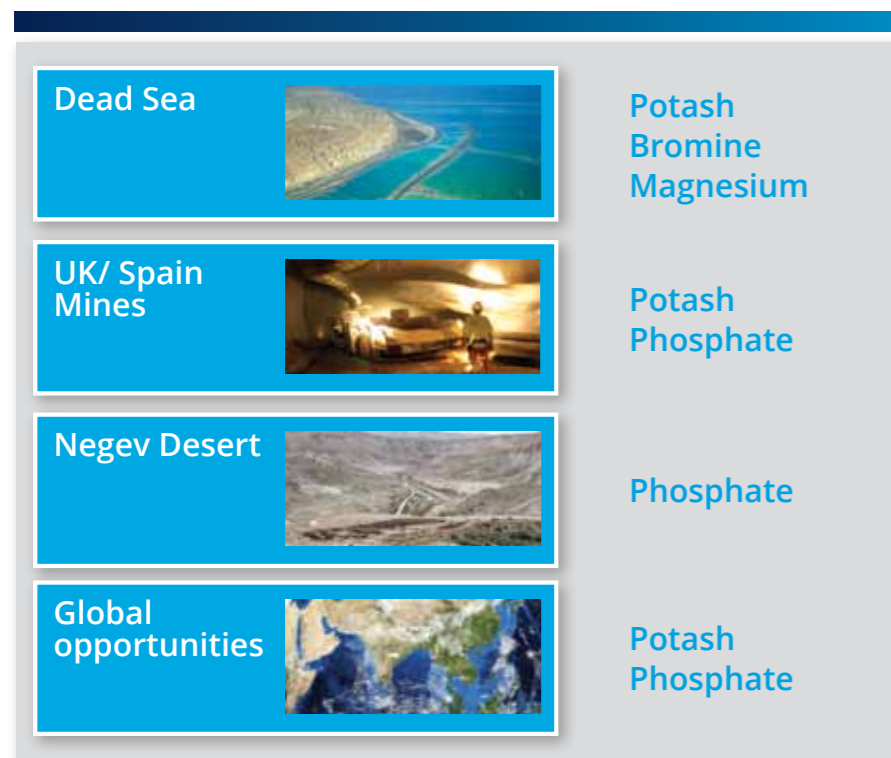 Dead Sea
Potash
Bromine
Magnesium
UK/ Spain
Mines
Potash
Phosphate
Negev Desert
Phosphate
Global
opportunities
Potash
Phosphate